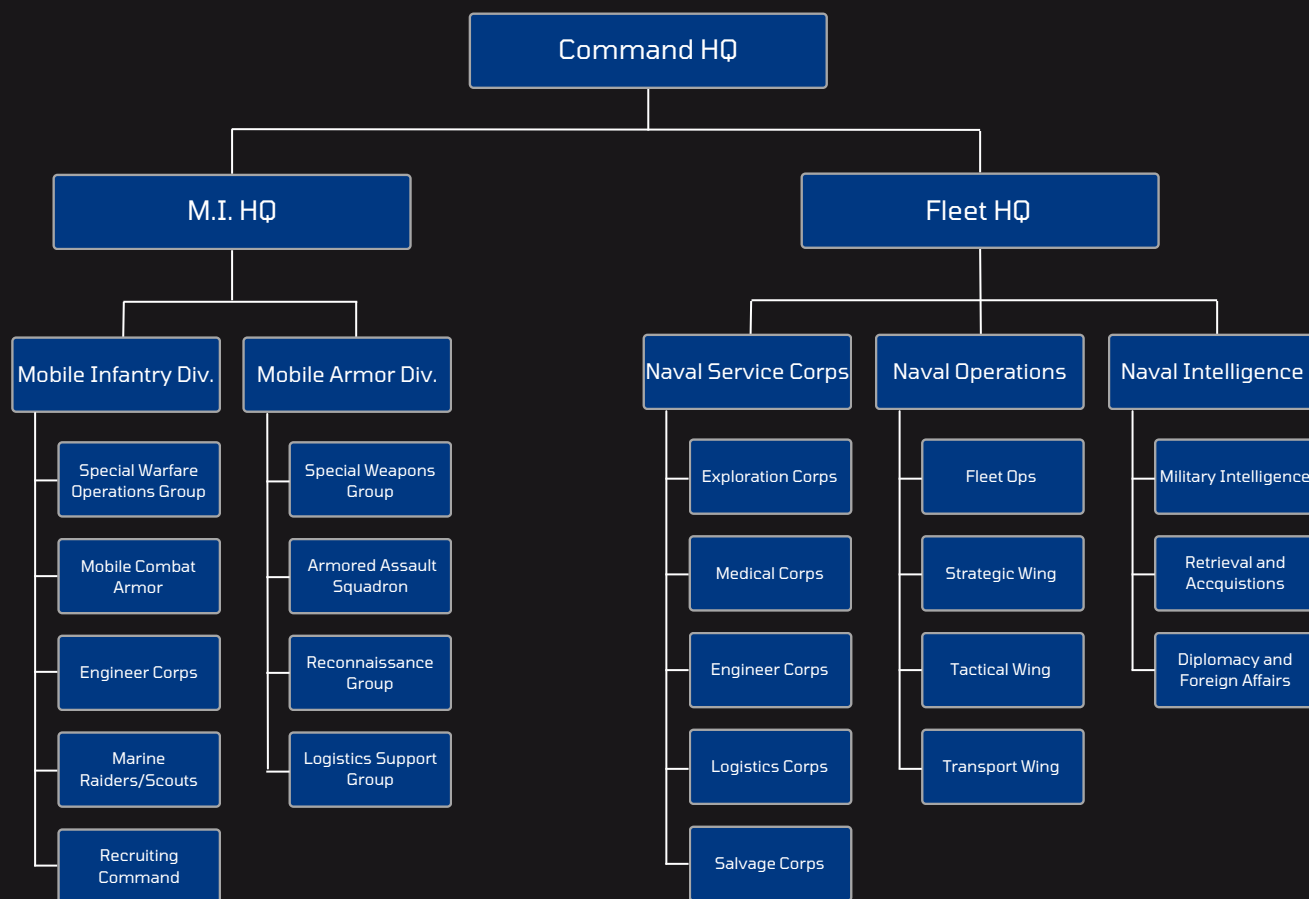 Command HQ
M.I. HQ
Fleet HQ
Mobile Infantry Div.
Mobile Armor Div.
Naval Service Corps
Naval Operations
Naval Intelligence
Special Warfare
Operations Group
Mobile Combat
Armor
Engineer Corps
Marine
Raiders/Scouts
Recruiting
Command
Special Weapons
Group
Armored Assault
Squadron
Reconnaissance
Group
Logistics Support
Group
Exploration Corps
Medical Corps
Engineer Corps
Logistics Corps
Salvage Corps
Fleet Ops
Strategic Wing
Tactical Wing
Transport Wing
Military Intelligence
Retrieval and
Accquistions
Diplomacy and
Foreign Affairs